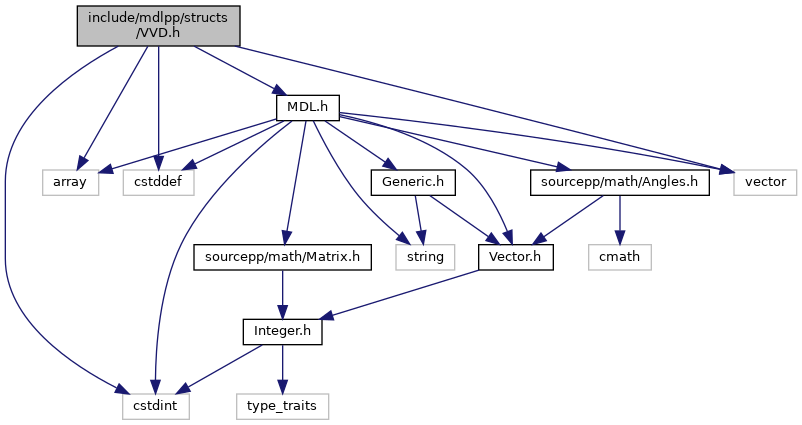 include/mdlpp/structs
/VVD.h
MDL.h
array
cstddef
Generic.h
sourcepp/math/Angles.h
vector
sourcepp/math/Matrix.h
string
Vector.h
cmath
Integer.h
cstdint
type_traits